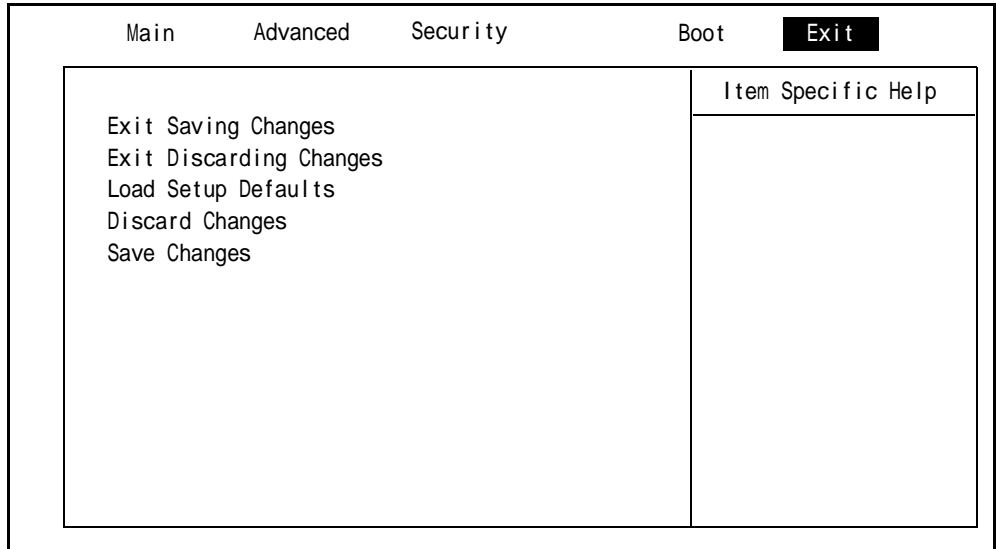 Main Advanced Security Boot Exit
Item Specific Help
Exit Saving Changes
Exit Discarding Changes
Load Setup Defaults
Discard Changes
Save Changes